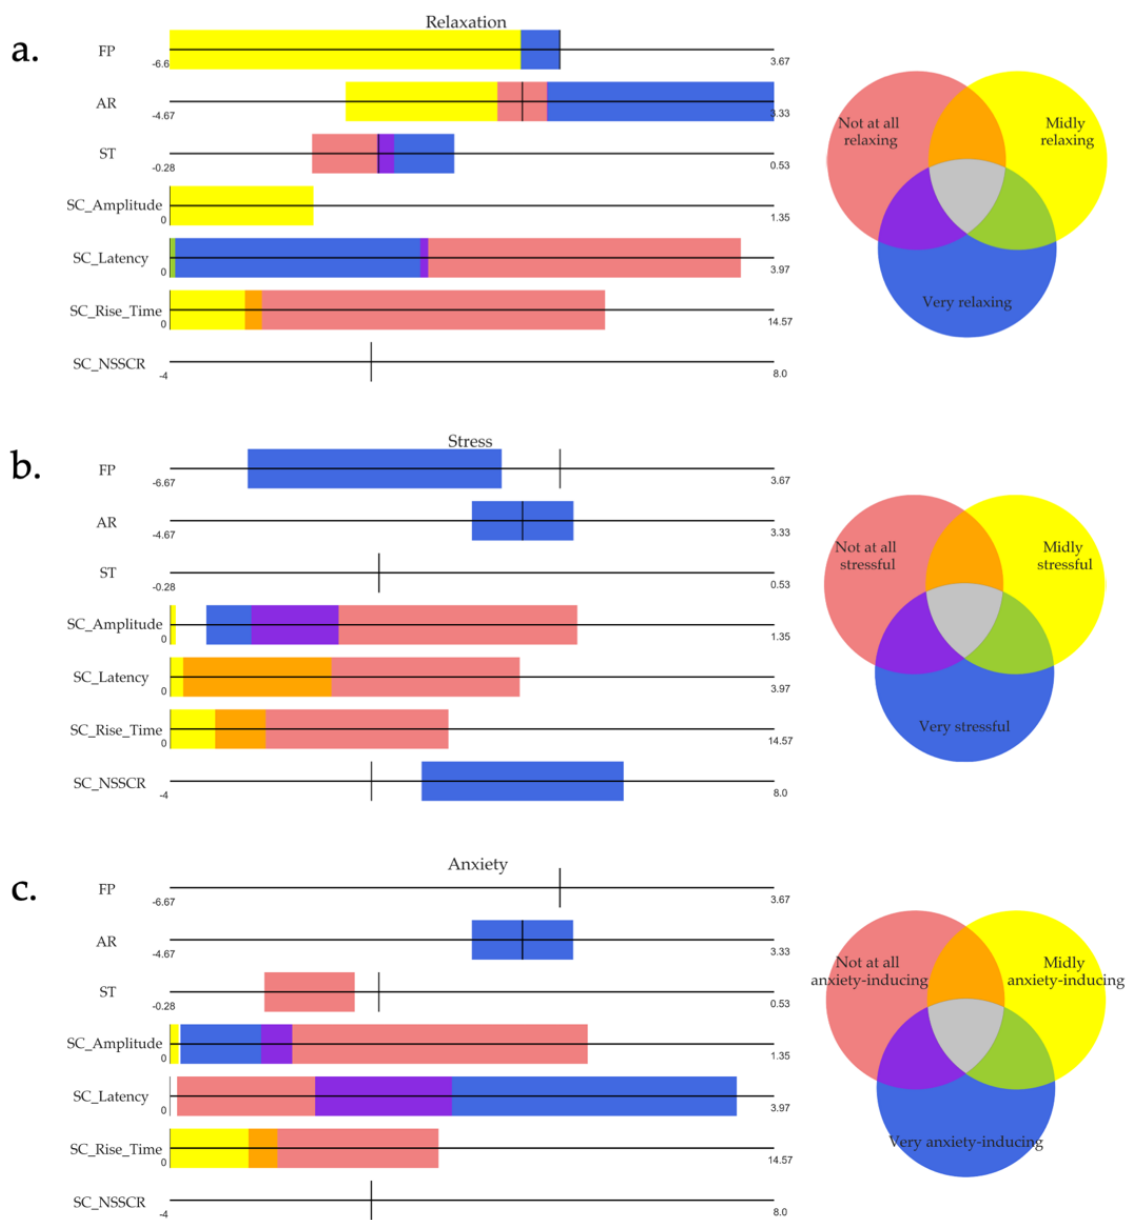 a.
Relaxation
FP
-6.6
3.67
AR
-4.67
3.33
ST
-0.28
0.53
SC_Amplitude
0
1.35
SC_Latency
0
3.97
SC_Rise_Time
0
14.57
SC_NSSCR
-4
8.0
Not at all
relaxing
Midly
relaxing
Very relaxing
b.
Stress
FP
-6.67
3.67
AR
-4.67
3.33
ST
-0.28
0.53
SC_Amplitude
0
1.35
SC_Latency
0
3.97
SC_Rise_Time
0
14.57
SC_NSSCR
-4
8.0
Not at all
stressful
Midly
stressful
Very stressful
c.
Anxiety
FP
-6.67
3.67
AR
-4.67
3.33
ST
-0.28
0.53
SC_Amplitude
0
1.35
SC_Latency
0
3.97
SC_Rise_Time
0
14.57
SC_NSSCR
-4
8.0
Not at all
anxiety-inducing
Midly
anxiety-inducing
Very anxiety-inducing